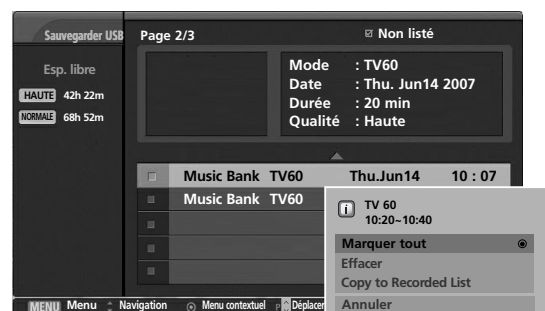 Sauvegarder USB
Page 2/3
Non listé
Esp. libre
HAUTE 42h 22m
NORMALE 68h 52m
Mode : TV60
Date : Thu. Jun14 2007
Durée : 20 min
Qualité : Haute
Music Bank TV60 Thu.Jun14 10 : 07
Music Bank TV60
i TV 60
10:20~10:40
Marquer tout
Effacer
Copy to Recorded List
Annuler
MENU Menu Navigation Menu contextuel P Déplacer